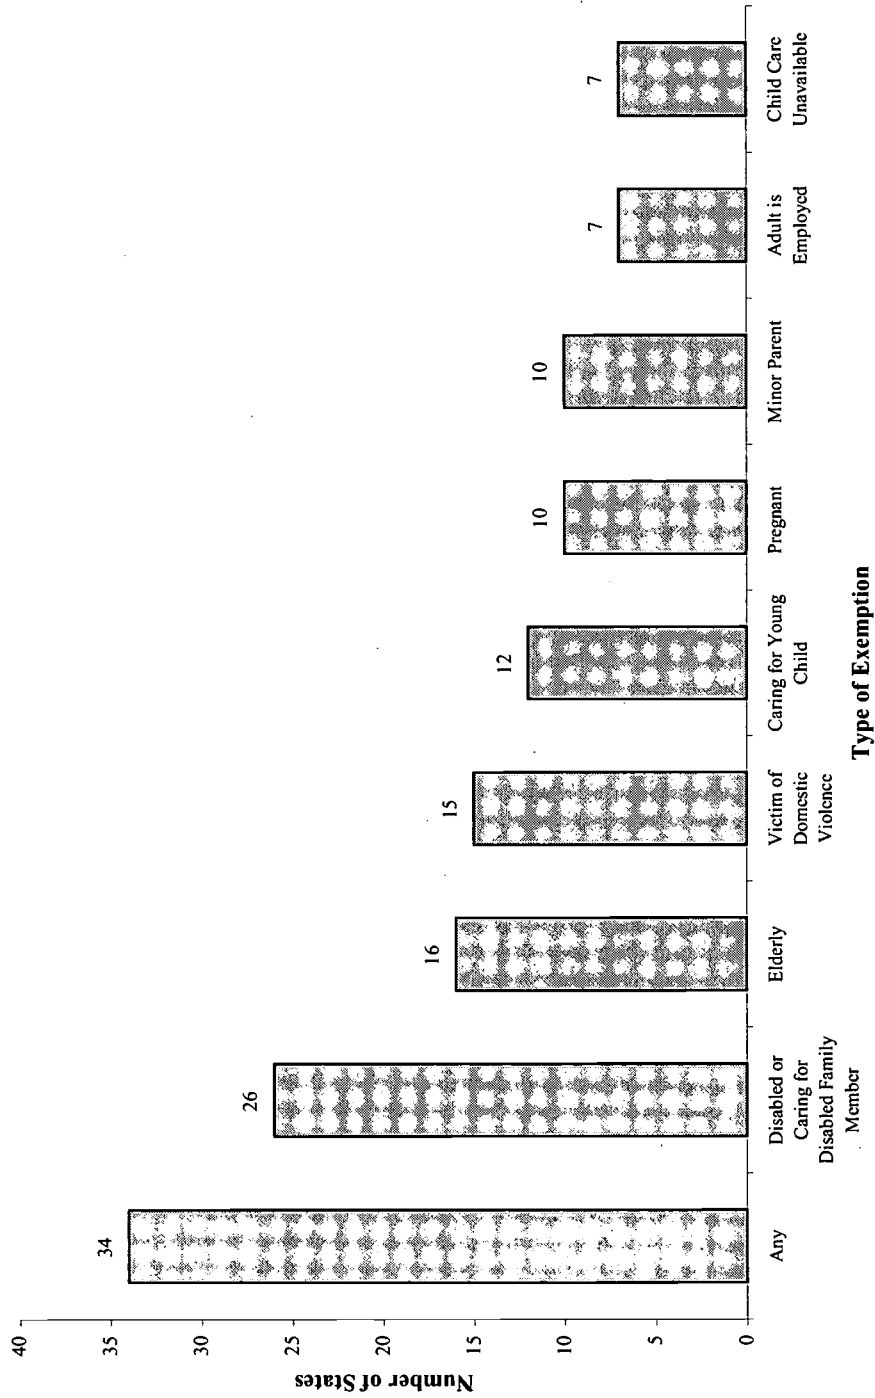 40
35
30
25
20
15
10
5
0
Number of States
34
26
16
15
12
10
10
7
7
Any
Disabled or
Caring for
Disabled Family
Member
Elderly
Victim of
Domestic
Violence
Caring for Young
Child
Pregnant
Minor Parent
Adult is
Employed
Child Care
Unavailable
Type of Exemption